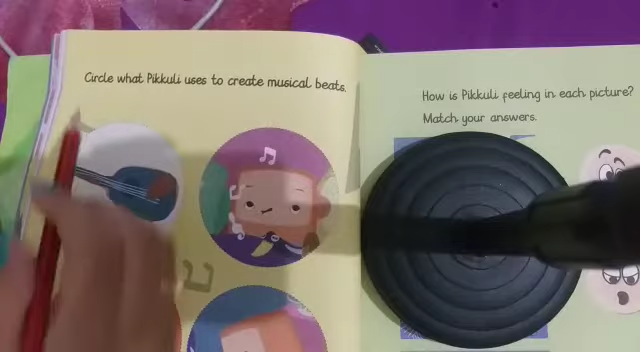 Circle what Pikkuli uses to create musical beats.
How is Pikkuli feeling in each picture?
Match your answers.